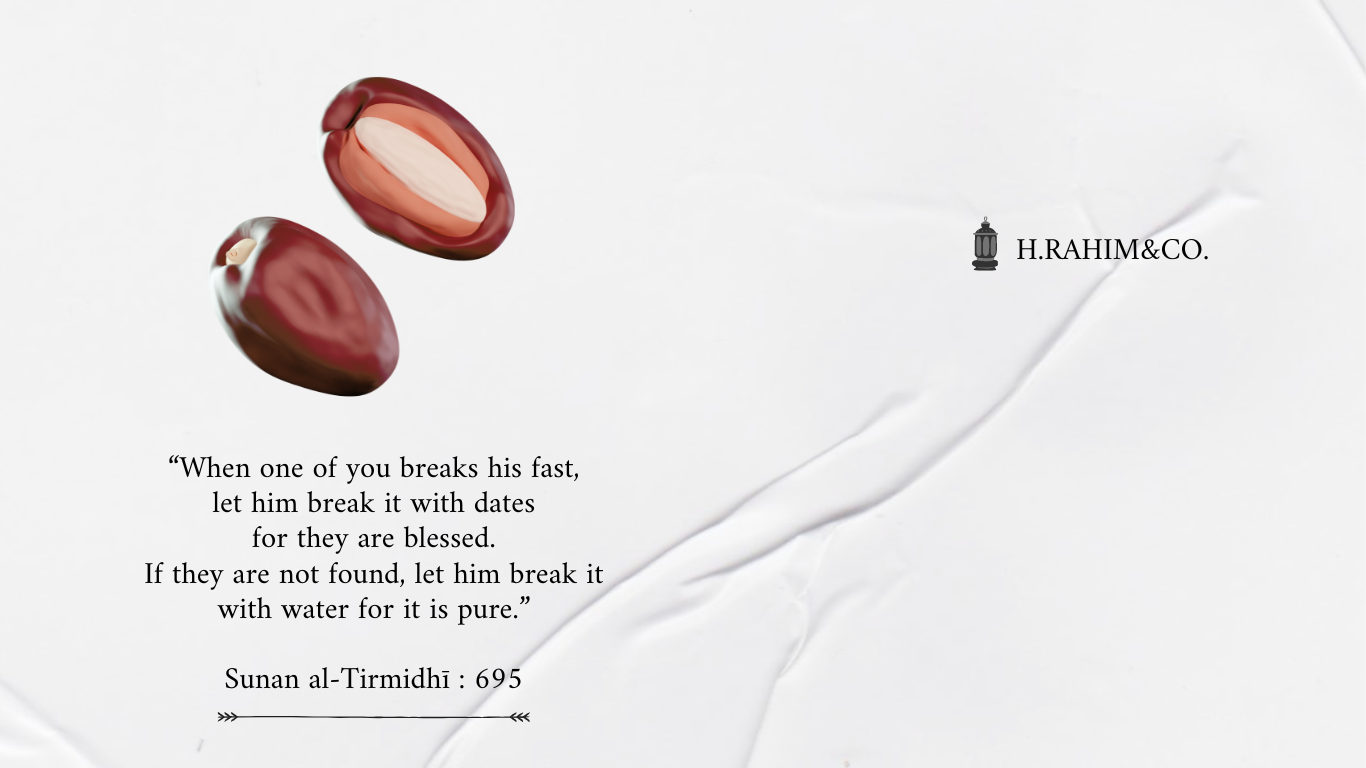 H.RAHIM&CO.
“When one of you breaks his fast,
let him break it with dates
for they are blessed.
If they are not found, let him break it
with water for it is pure.”
Sunan al-Tirmidhī : 695